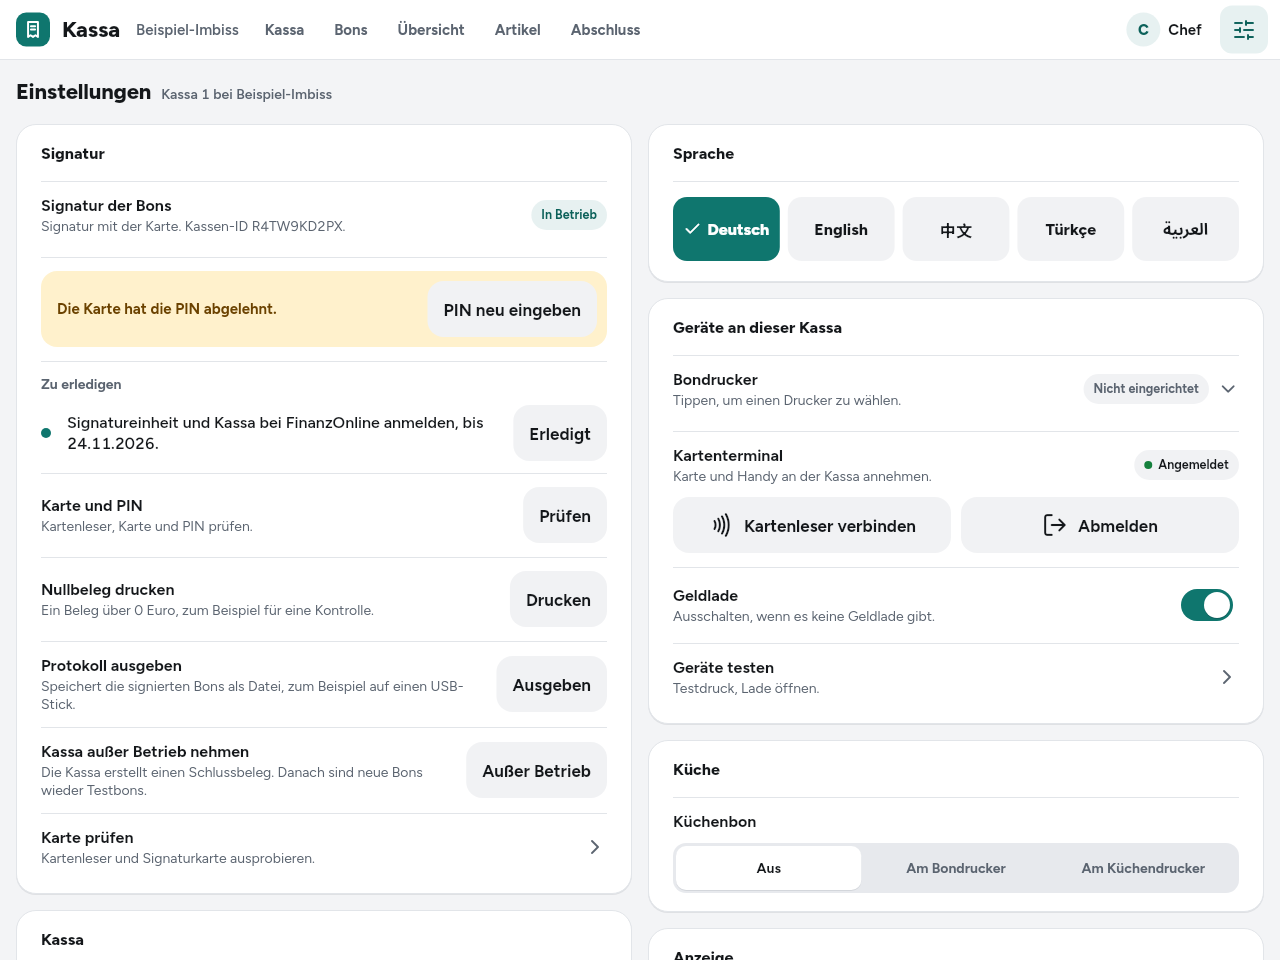 Kassa
Beispiel-Imbiss
Kassa
Bons
Übersicht
Artikel
Abschluss
C
Chef
Einstellungen
Kassa 1 bei Beispiel-Imbiss
Signatur
Signatur der Bons
Signatur mit der Karte. Kassen-ID R4TW9KD2PX.
In Betrieb
Die Karte hat die PIN abgelehnt.
PIN neu eingeben
Zu erledigen
Signatureinheit und Kassa bei FinanzOnline anmelden, bis
24.11.2026.
Erledigt
Karte und PIN
Kartenleser, Karte und PIN prüfen.
Prüfen
Nullbeleg drucken
Ein Beleg über 0 Euro, zum Beispiel für eine Kontrolle.
Drucken
Protokoll ausgeben
Speichert die signierten Bons als Datei, zum Beispiel auf einen USB-
Stick.
Ausgeben
Kassa außer Betrieb nehmen
Die Kassa erstellt einen Schlussbeleg. Danach sind neue Bons
wieder Testbons.
Außer Betrieb
Karte prüfen
Kartenleser und Signaturkarte ausprobieren.
Kassa
Sprache
Deutsch
English
中文
Türkçe
العربية
Geräte an dieser Kassa
Bondrucker
Tippen, um einen Drucker zu wählen.
Nicht eingerichtet
Kartenterminal
Karte und Handy an der Kassa annehmen.
Angemeldet
Kartenleser verbinden
Abmelden
Geldlade
Ausschalten, wenn es keine Geldlade gibt.
Geräte testen
Testdruck, Lade öffnen.
Küche
Küchenbon
Aus
Am Bondrucker
Am Küchendrucker
Anzeige